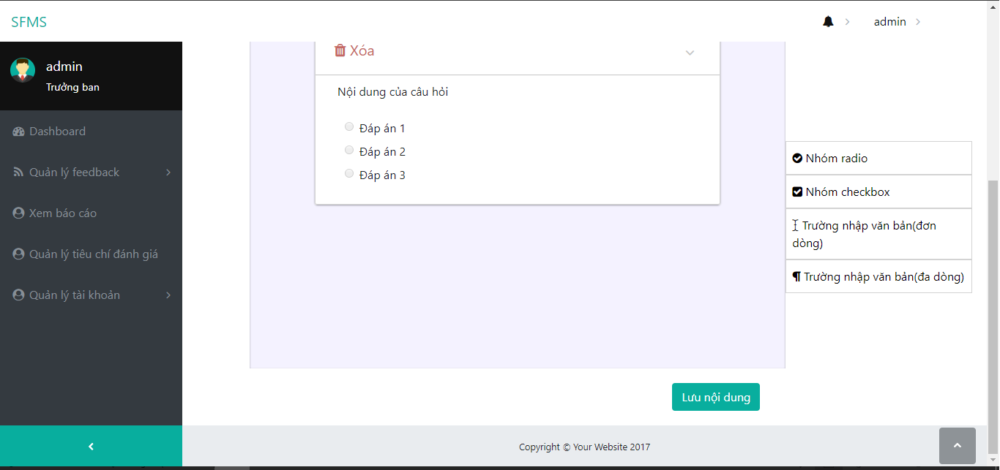 SFMS
admin
admin
Trưởng ban
Dashboard
Quản lý feedback
Xem báo cáo
Quản lý tiêu chí đánh giá
Quản lý tài khoản
Xóa
Nội dung của câu hỏi
Đáp án 1
Đáp án 2
Đáp án 3
Nhóm radio
Nhóm checkbox
Trường nhập văn bản(đơn
dòng)
Trường nhập văn bản(đa dòng)
Lưu nội dung
Copyright © Your Website 2017